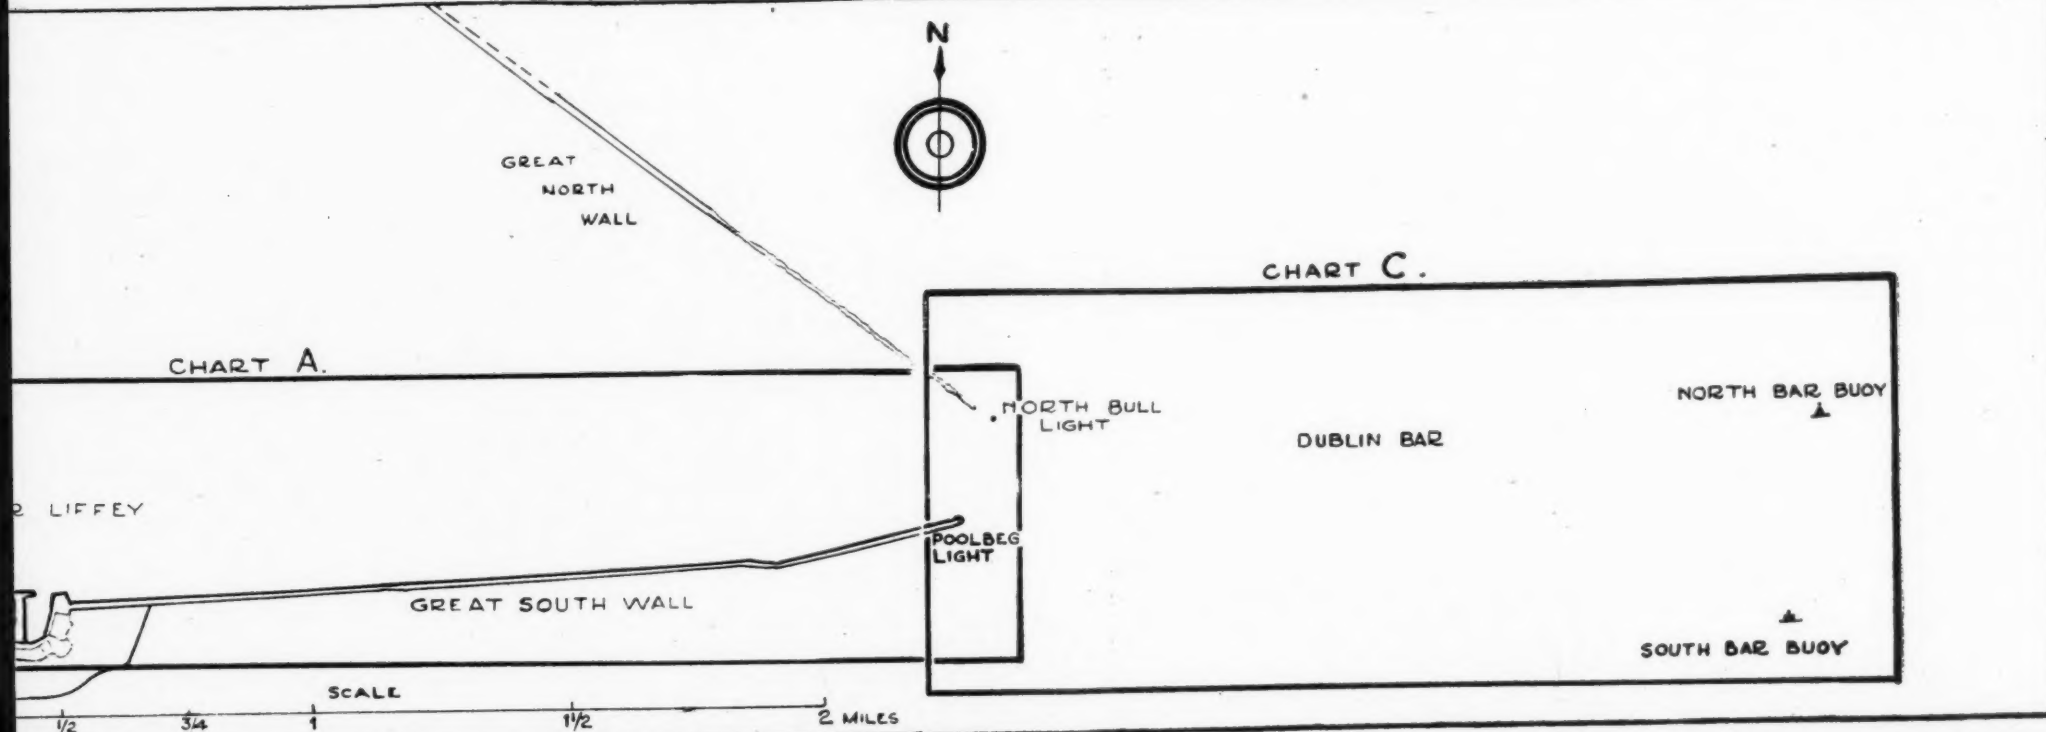 N
GREAT
NORTH
WALL
CHART C.
CHART A.
NORTH BULL
LIGHT
NORTH BAR BUOY
DUBLIN BAR
LIFFEY
POOLBEG
LIGHT
GREAT SOUTH WALL
SOUTH BAR BUOY
SCALE
1/2 3/4 1 1 1/2 2 MILES